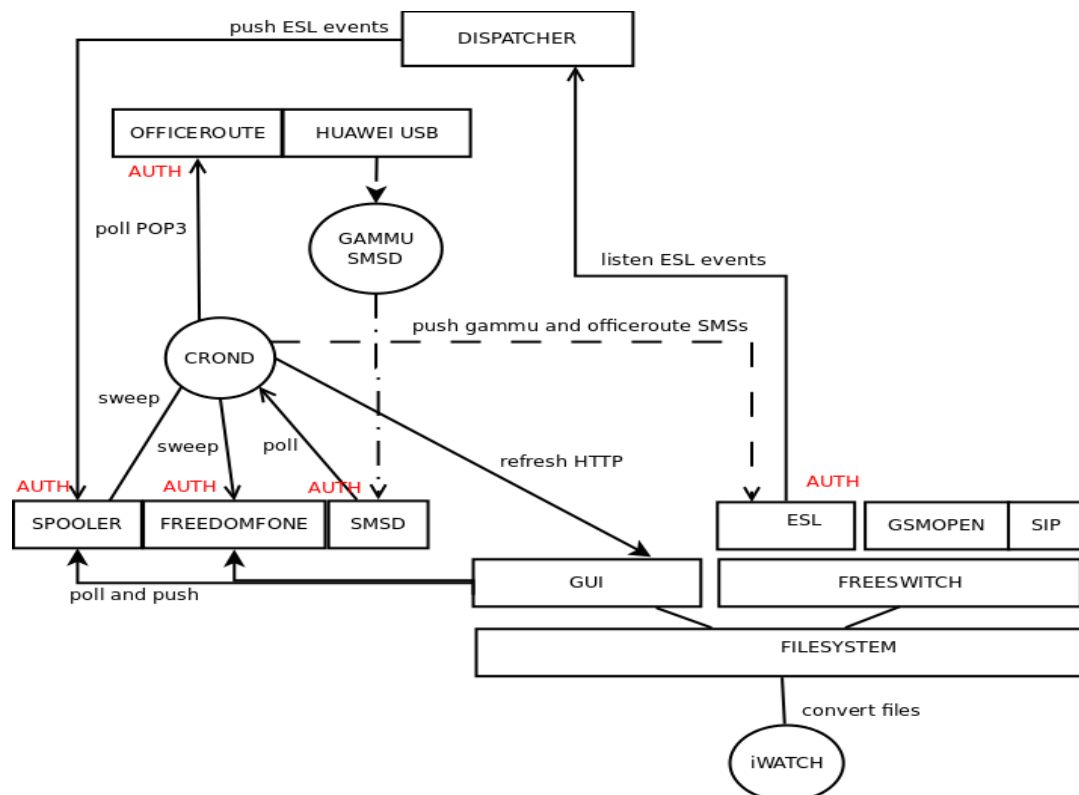 push ESL events
DISPATCHER
OFFICEROUTE
HUAWEI USB
AUTH
poll POP3
GAMMU
SMSD
listen ESL events
push gammu and officeroute SMSs
CROND
sweep
sweep
poll
refresh HTTP
AUTH
AUTH
AUTH
AUTH
SPOOLER
FREEDOMFONE
SMSD
ESL
GSMOPEN
SIP
poll and push
GUI
FREESWITCH
FILESYSTEM
convert files
iWATCH